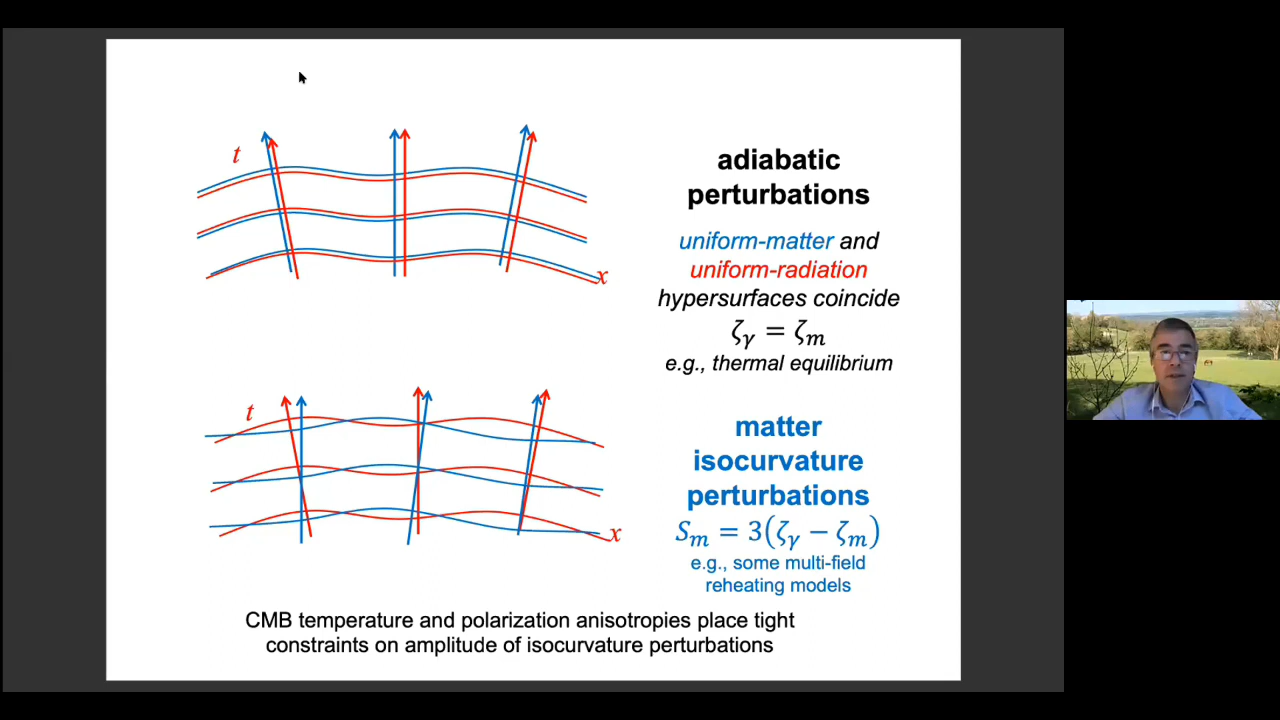 t
x
adiabatic
perturbations
uniform-matter and
uniform-radiation
hypersurfaces coincide
ζγ = ζm
e.g., thermal equilibrium
t
x
matter
isocurvature
perturbations
Sm = 3(ζγ − ζm)
e.g., some multi-field
reheating models
CMB temperature and polarization anisotropies place tight
constraints on amplitude of isocurvature perturbations